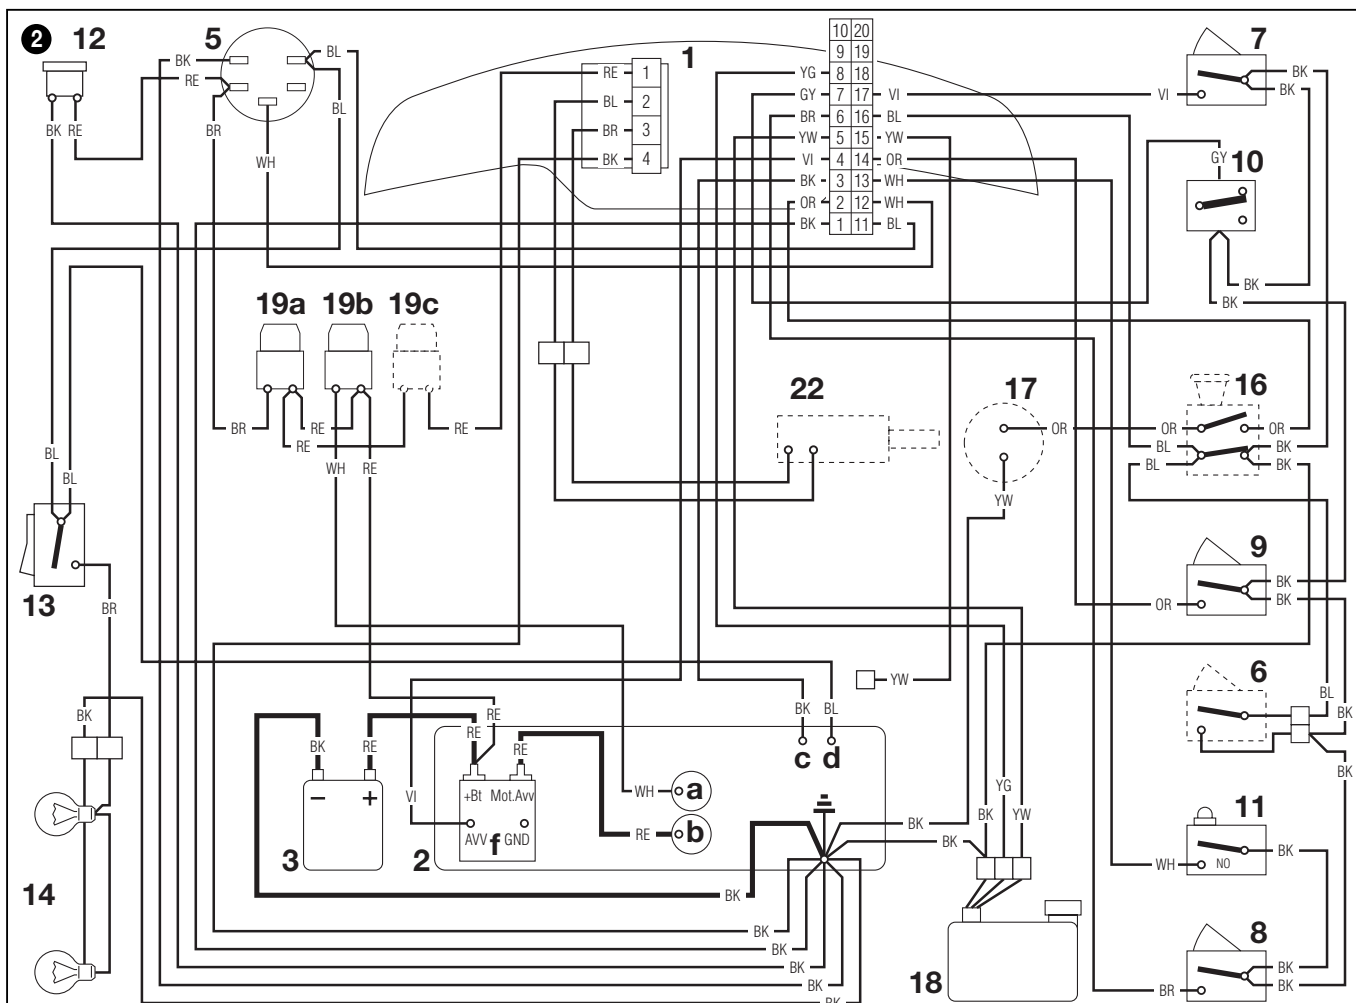 2 12 5 1 7
BK
RE
BL
BL
BK RE
BR
WH
RE 1
BL 2
BR 3
BK 4
10 20
9 19
YG 8 18
GY 7 17 VI
BR 6 16 BL
YW 5 15 YW
VI 4 14 OR
BK 3 13 WH
OR 2 12 WH
BK 1 11 BL
VI
BK
BK
GY
10
BK
BK
19a 19b 19c
BR RE RE RE
WH RE
22 17 16
OR OR OR
BL BK
BL BK
YW
BL
BL
13
BR
9
BK
BK
OR
6
BL
BK
BK
YW
BK BL
c d
BK
BK RE
RE RE
RE
- +
+Bt Mot.Avv
AVV f GND
VI
WH a
RE b
3 2
BK
BK
BK YG YW
11
BK
WH NO
14
BK
BK
BK
BK
BK
18
8
BK
BK
BR